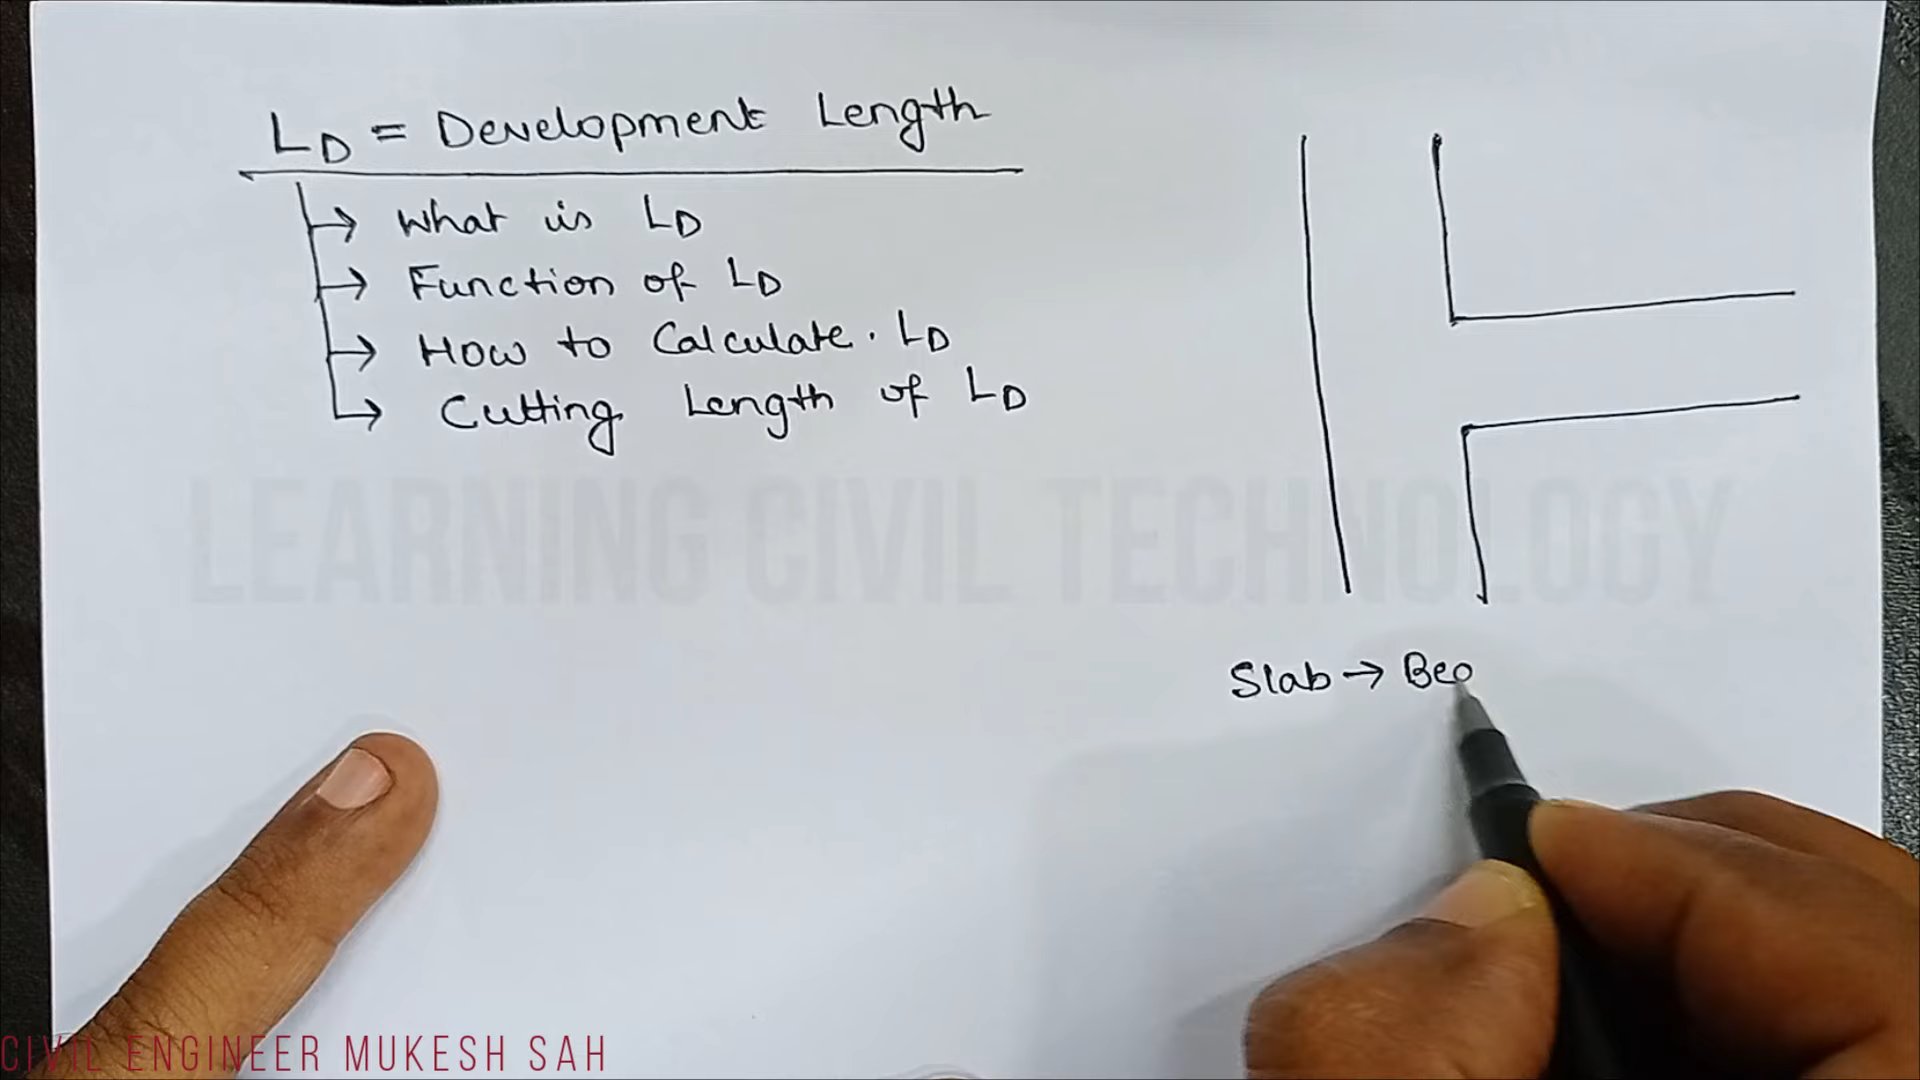 LD = Development Length
→ What is LD
→ Function of LD
→ How to Calculate. LD
→ Cutting Length of LD
LEARNING CIVIL TECHNOLOGY
Slab → Bea
CIVIL ENGINEER MUKESH SAH